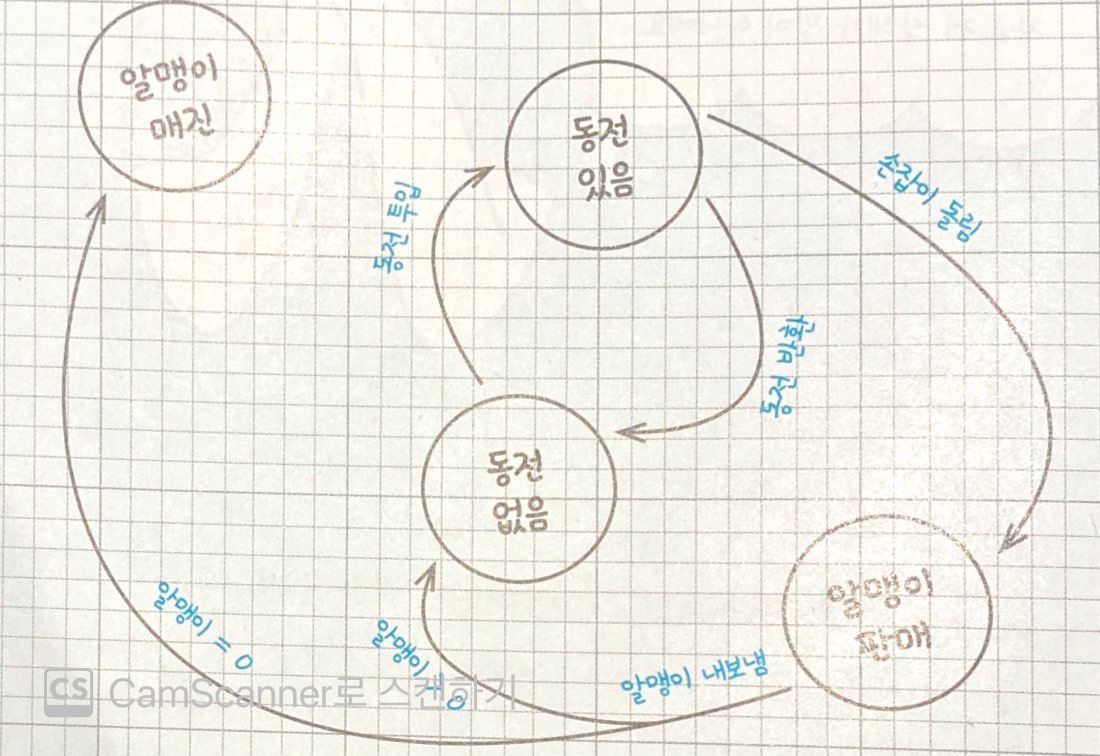 알맹이
매진
동전
있음
손잡이 돌림
동전 투입
동전 반환
동전
없음
알맹이
판매
알맹이 = 0
알맹이
0
알맹이 내보냄
CS CamScanner로 스캔하기